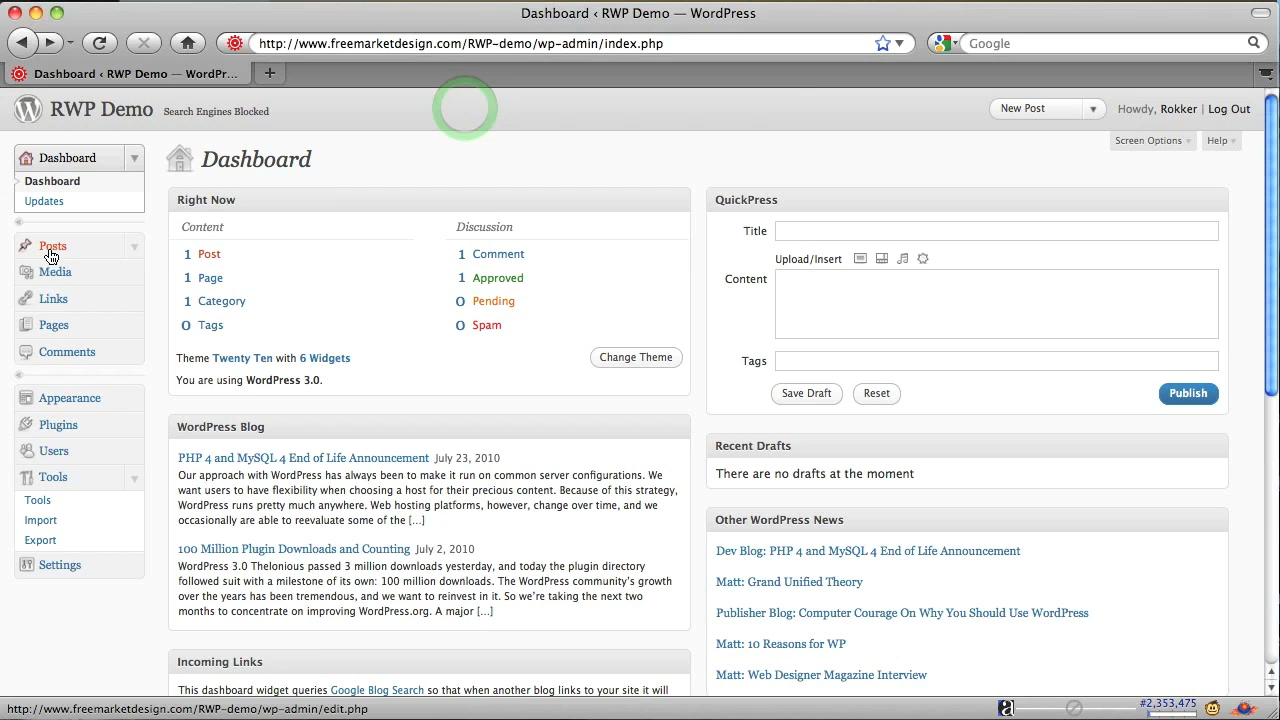 Dashboard ‹ RWP Demo — WordPress
http://www.freemarketdesign.com/RWP-demo/wp-admin/index.php
Google
Dashboard ‹ RWP Demo — WordPr...
RWP Demo
Search Engines Blocked
New Post
Howdy, Rokker | Log Out
Screen Options
Help
Dashboard
Dashboard
Updates
Posts
Media
Links
Pages
Comments
Appearance
Plugins
Users
Tools
Tools
Import
Export
Settings
Dashboard
Right Now
Content
1 Post
1 Page
1 Category
0 Tags
Discussion
1 Comment
1 Approved
0 Pending
0 Spam
Theme Twenty Ten with 6 Widgets
Change Theme
You are using WordPress 3.0.
WordPress Blog
PHP 4 and MySQL 4 End of Life Announcement July 23, 2010
Our approach with WordPress has always been to make it run on common server configurations. We
want users to have flexibility when choosing a host for their precious content. Because of this strategy,
WordPress runs pretty much anywhere. Web hosting platforms, however, change over time, and we
occasionally are able to reevaluate some of the [...]
100 Million Plugin Downloads and Counting July 2, 2010
WordPress 3.0 Thelonious passed 3 million downloads yesterday, and today the plugin directory
followed suit with a milestone of its own: 100 million downloads. The WordPress community's growth
over the years has been tremendous, and we want to reinvest in it. So we're taking the next two
months to concentrate on improving WordPress.org. A major [...]
Incoming Links
This dashboard widget queries Google Blog Search so that when another blog links to your site it will
QuickPress
Title
Upload/Insert
Content
Tags
Save Draft
Reset
Publish
Recent Drafts
There are no drafts at the moment
Other WordPress News
Dev Blog: PHP 4 and MySQL 4 End of Life Announcement
Matt: Grand Unified Theory
Publisher Blog: Computer Courage On Why You Should Use WordPress
Matt: 10 Reasons for WP
Matt: Web Designer Magazine Interview
http://www.freemarketdesign.com/RWP-demo/wp-admin/edit.php
a
#2,353,475